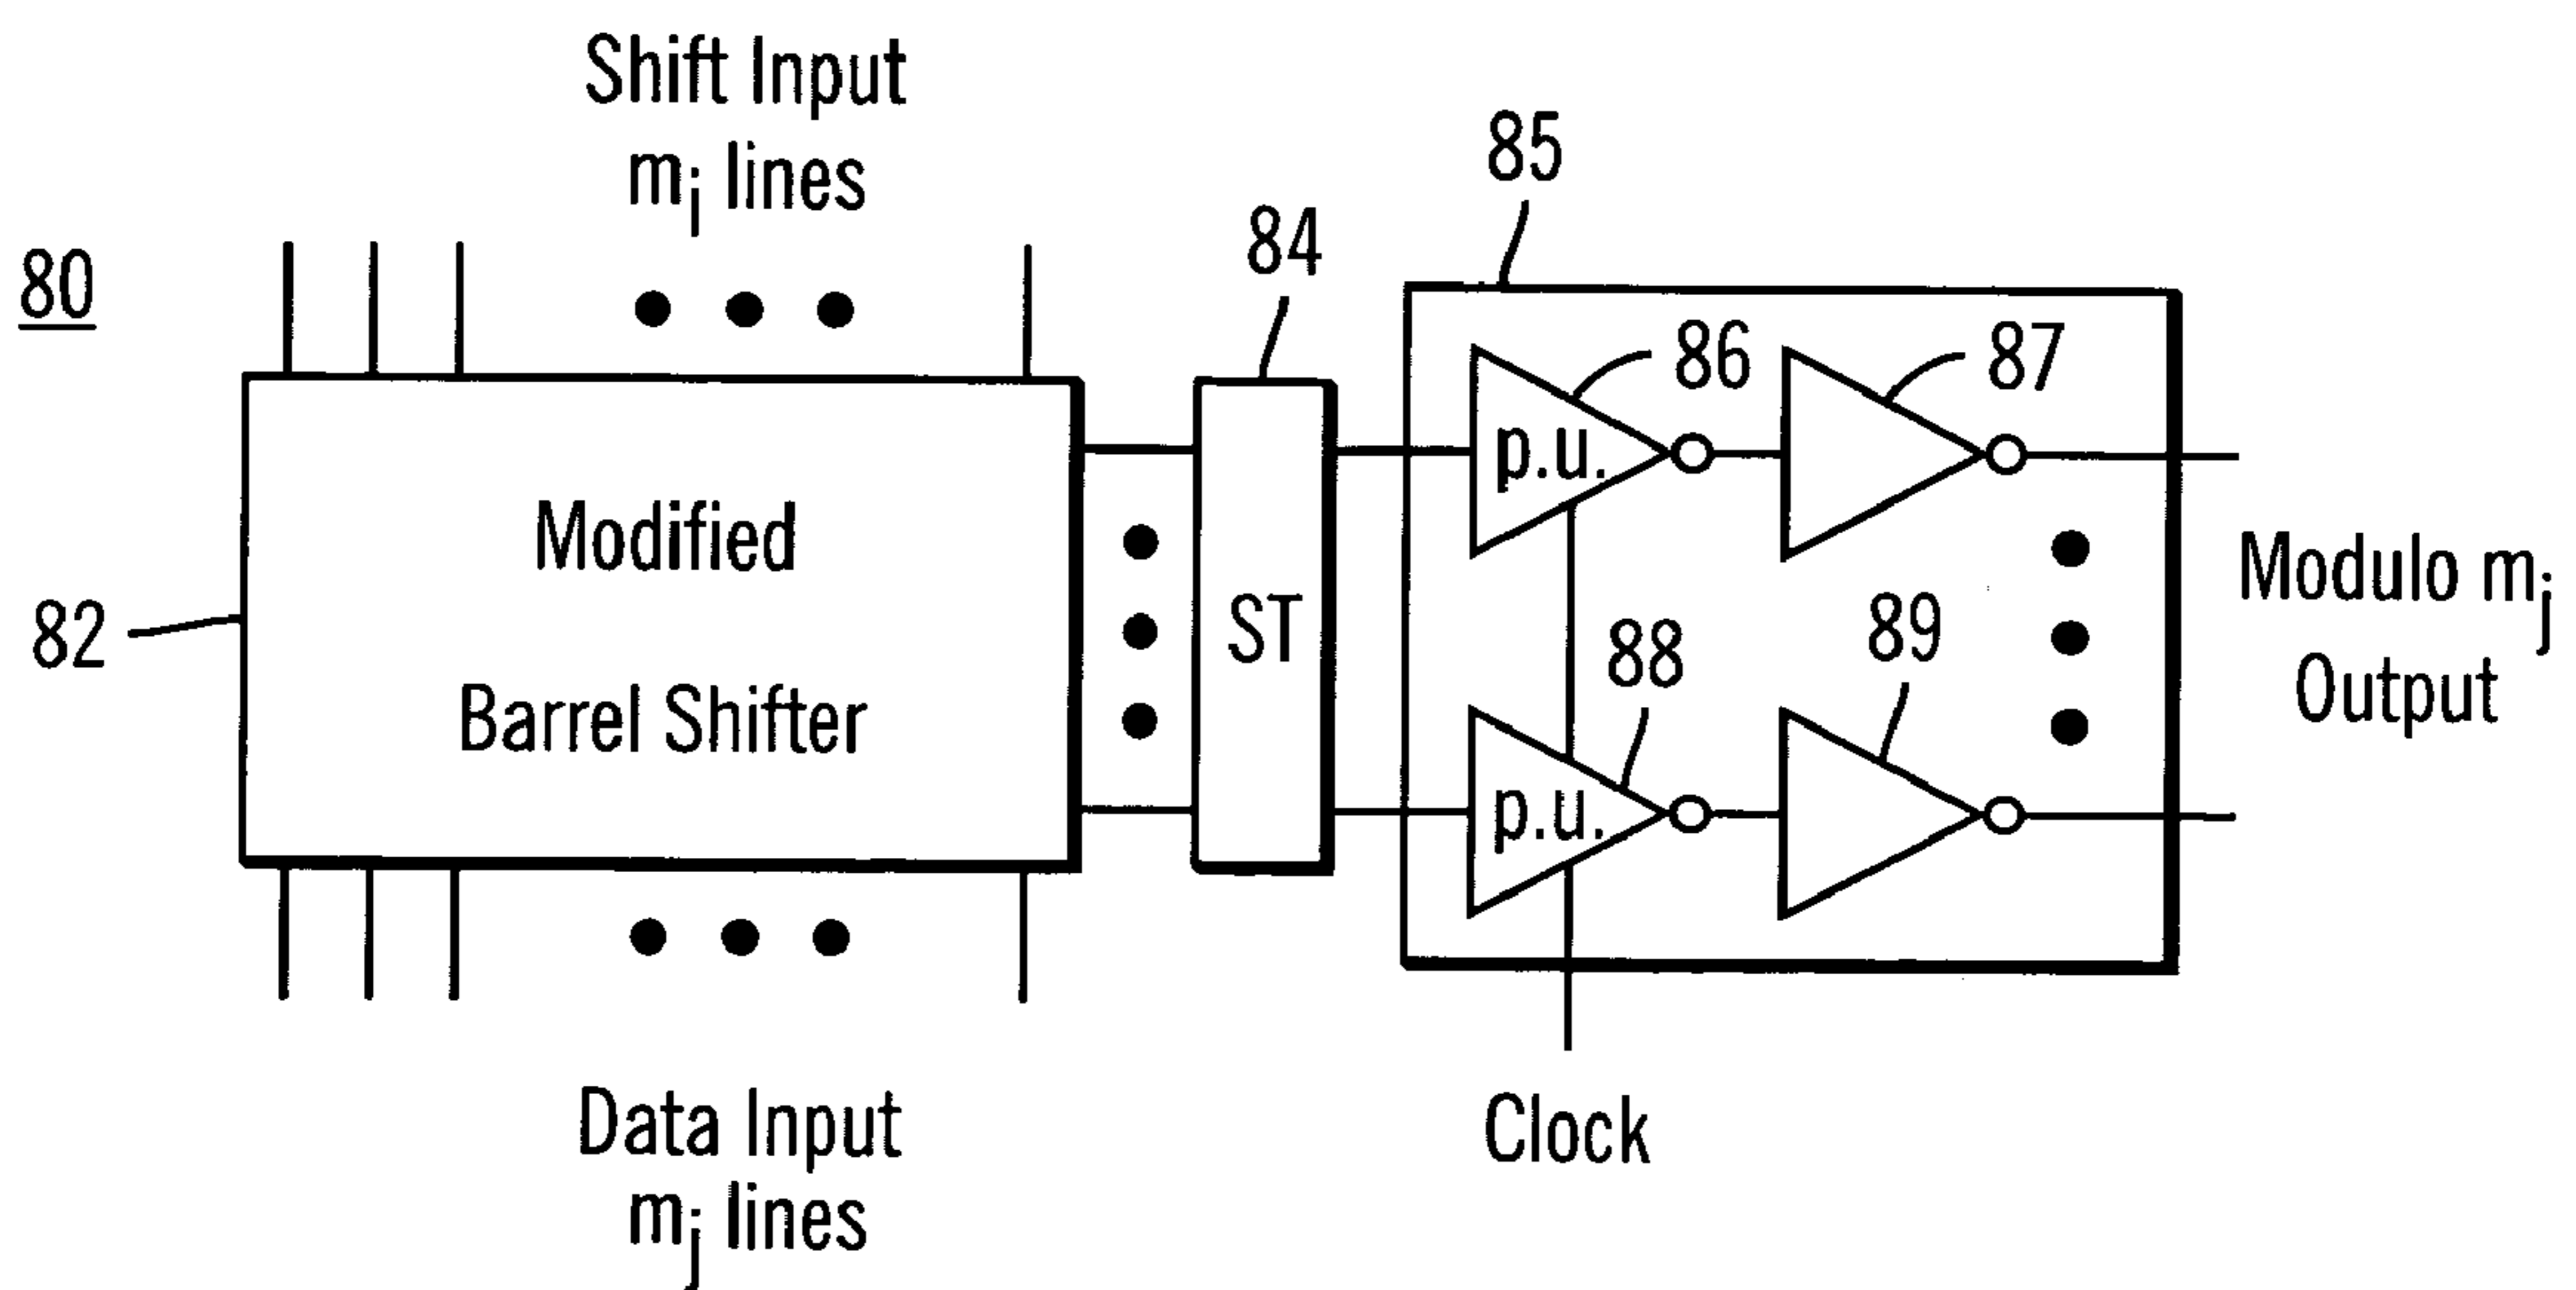 Shift Input
mi lines
80
85
84
86
87
p.u.
Modified
Barrel Shifter
82
ST
88
89
p.u.
Modulo mj
Output
Data Input
mj lines
Clock